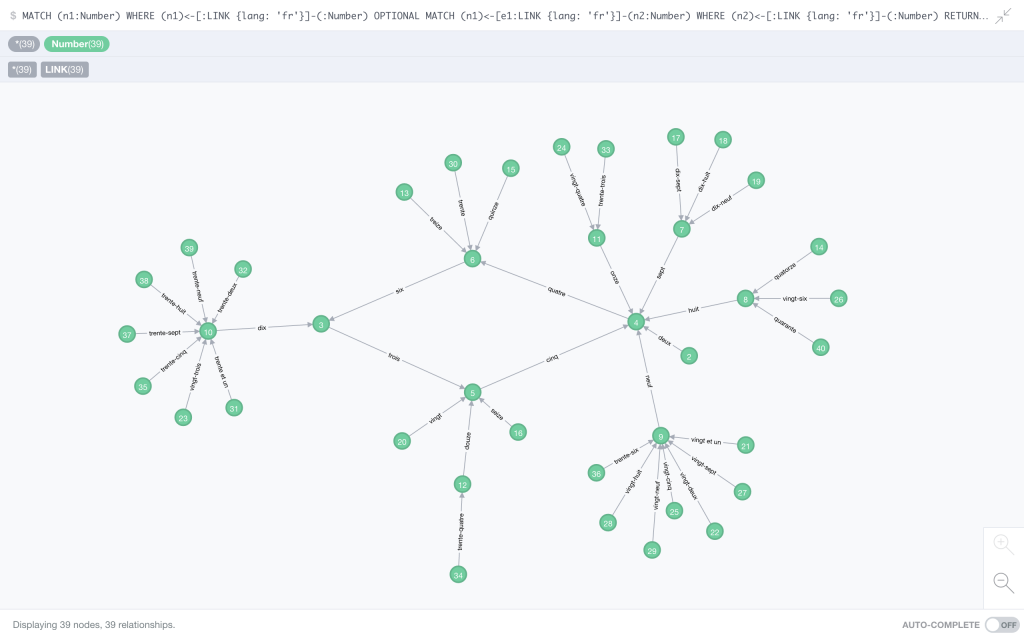 $ MATCH (n1:Number) WHERE (n1)<-[:LINK {lang: 'fr'}]-(:Number) OPTIONAL MATCH (n1)<-[e1:LINK {lang: 'fr'}]-(n2:Number) WHERE (n2)<-[:LINK {lang: 'fr'}]-(:Number) RETURN...
*(39) Number(39)
*(39) LINK(39)
17
18
24
33
30
15
19
13
vingt-quatre
trente-trois
dix-sept
dix-huit
dix-neuf
treize
trente
quinze
7
11
14
39
6
32
38
onze
sept
quatorze
trente-neuf
trente-deux
trente-huit
six
quatre
8
vingt-six
26
huit
37
trente-sept
10
dix
3
4
quarante
deux
40
2
trente-cinq
vingt-trois
trente et un
trois
cinq
neuf
35
5
31
23
vingt
seize
20
16
douze
9
vingt et un
21
trente-six
36
vingt-huit
vingt-neuf
vingt-cinq
vingt-deux
vingt-sept
12
27
25
28
22
trente-quatre
29
34
Displaying 39 nodes, 39 relationships.
AUTO-COMPLETE OFF